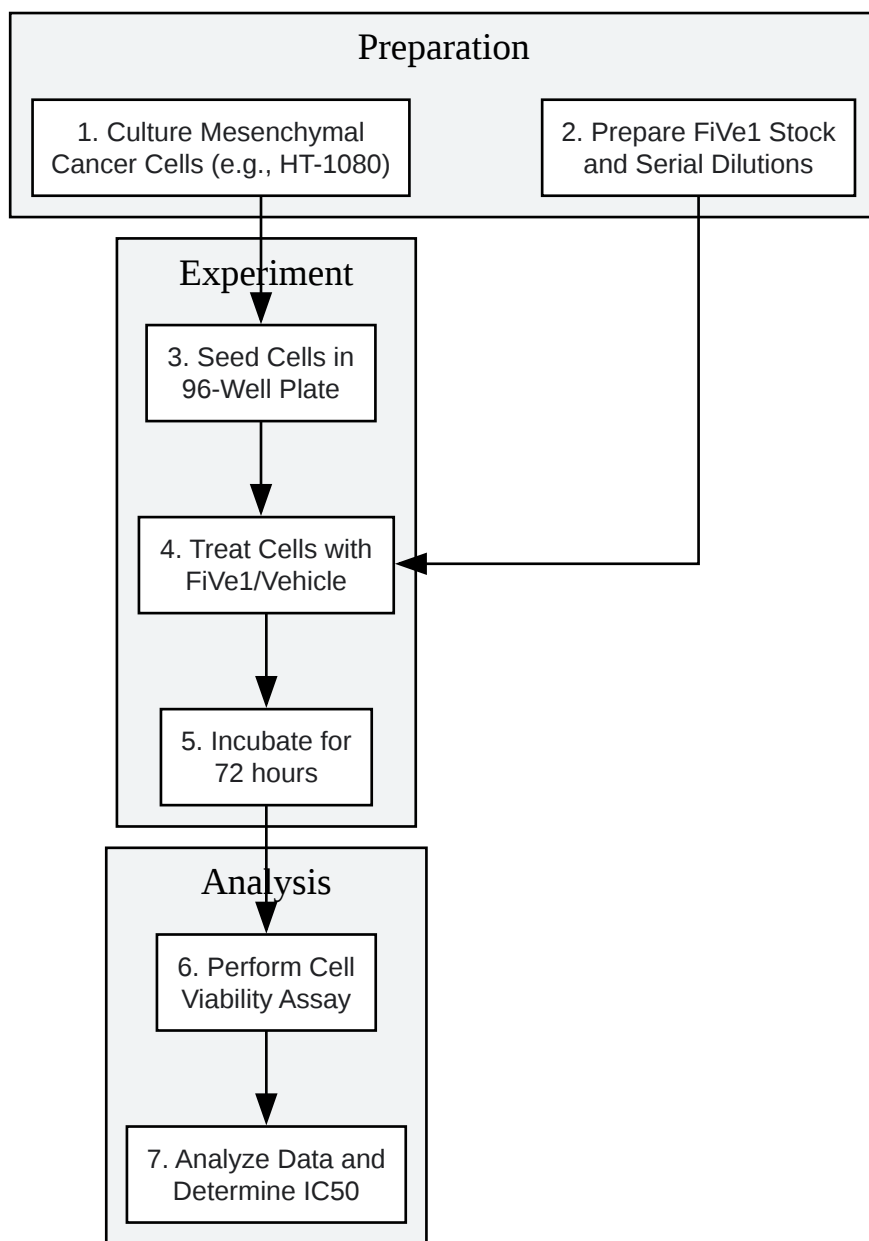 Preparation
1. Culture Mesenchymal
Cancer Cells (e.g., HT-1080)
2. Prepare FiVe1 Stock
and Serial Dilutions
Experiment
3. Seed Cells in
96-Well Plate
4. Treat Cells with
FiVe1/Vehicle
5. Incubate for
72 hours
Analysis
6. Perform Cell
Viability Assay
7. Analyze Data and
Determine IC50